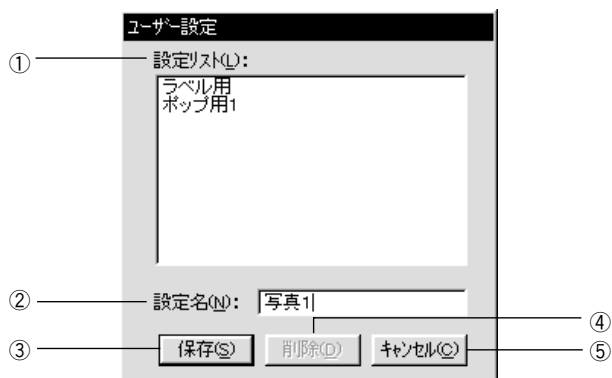 ユーザー設定
① 設定リスト(L):
ラベル用
ポップ用1
② 設定名(N): 写真1
④
③ 保存(S) 削除(D) キャンセル(C) ⑤